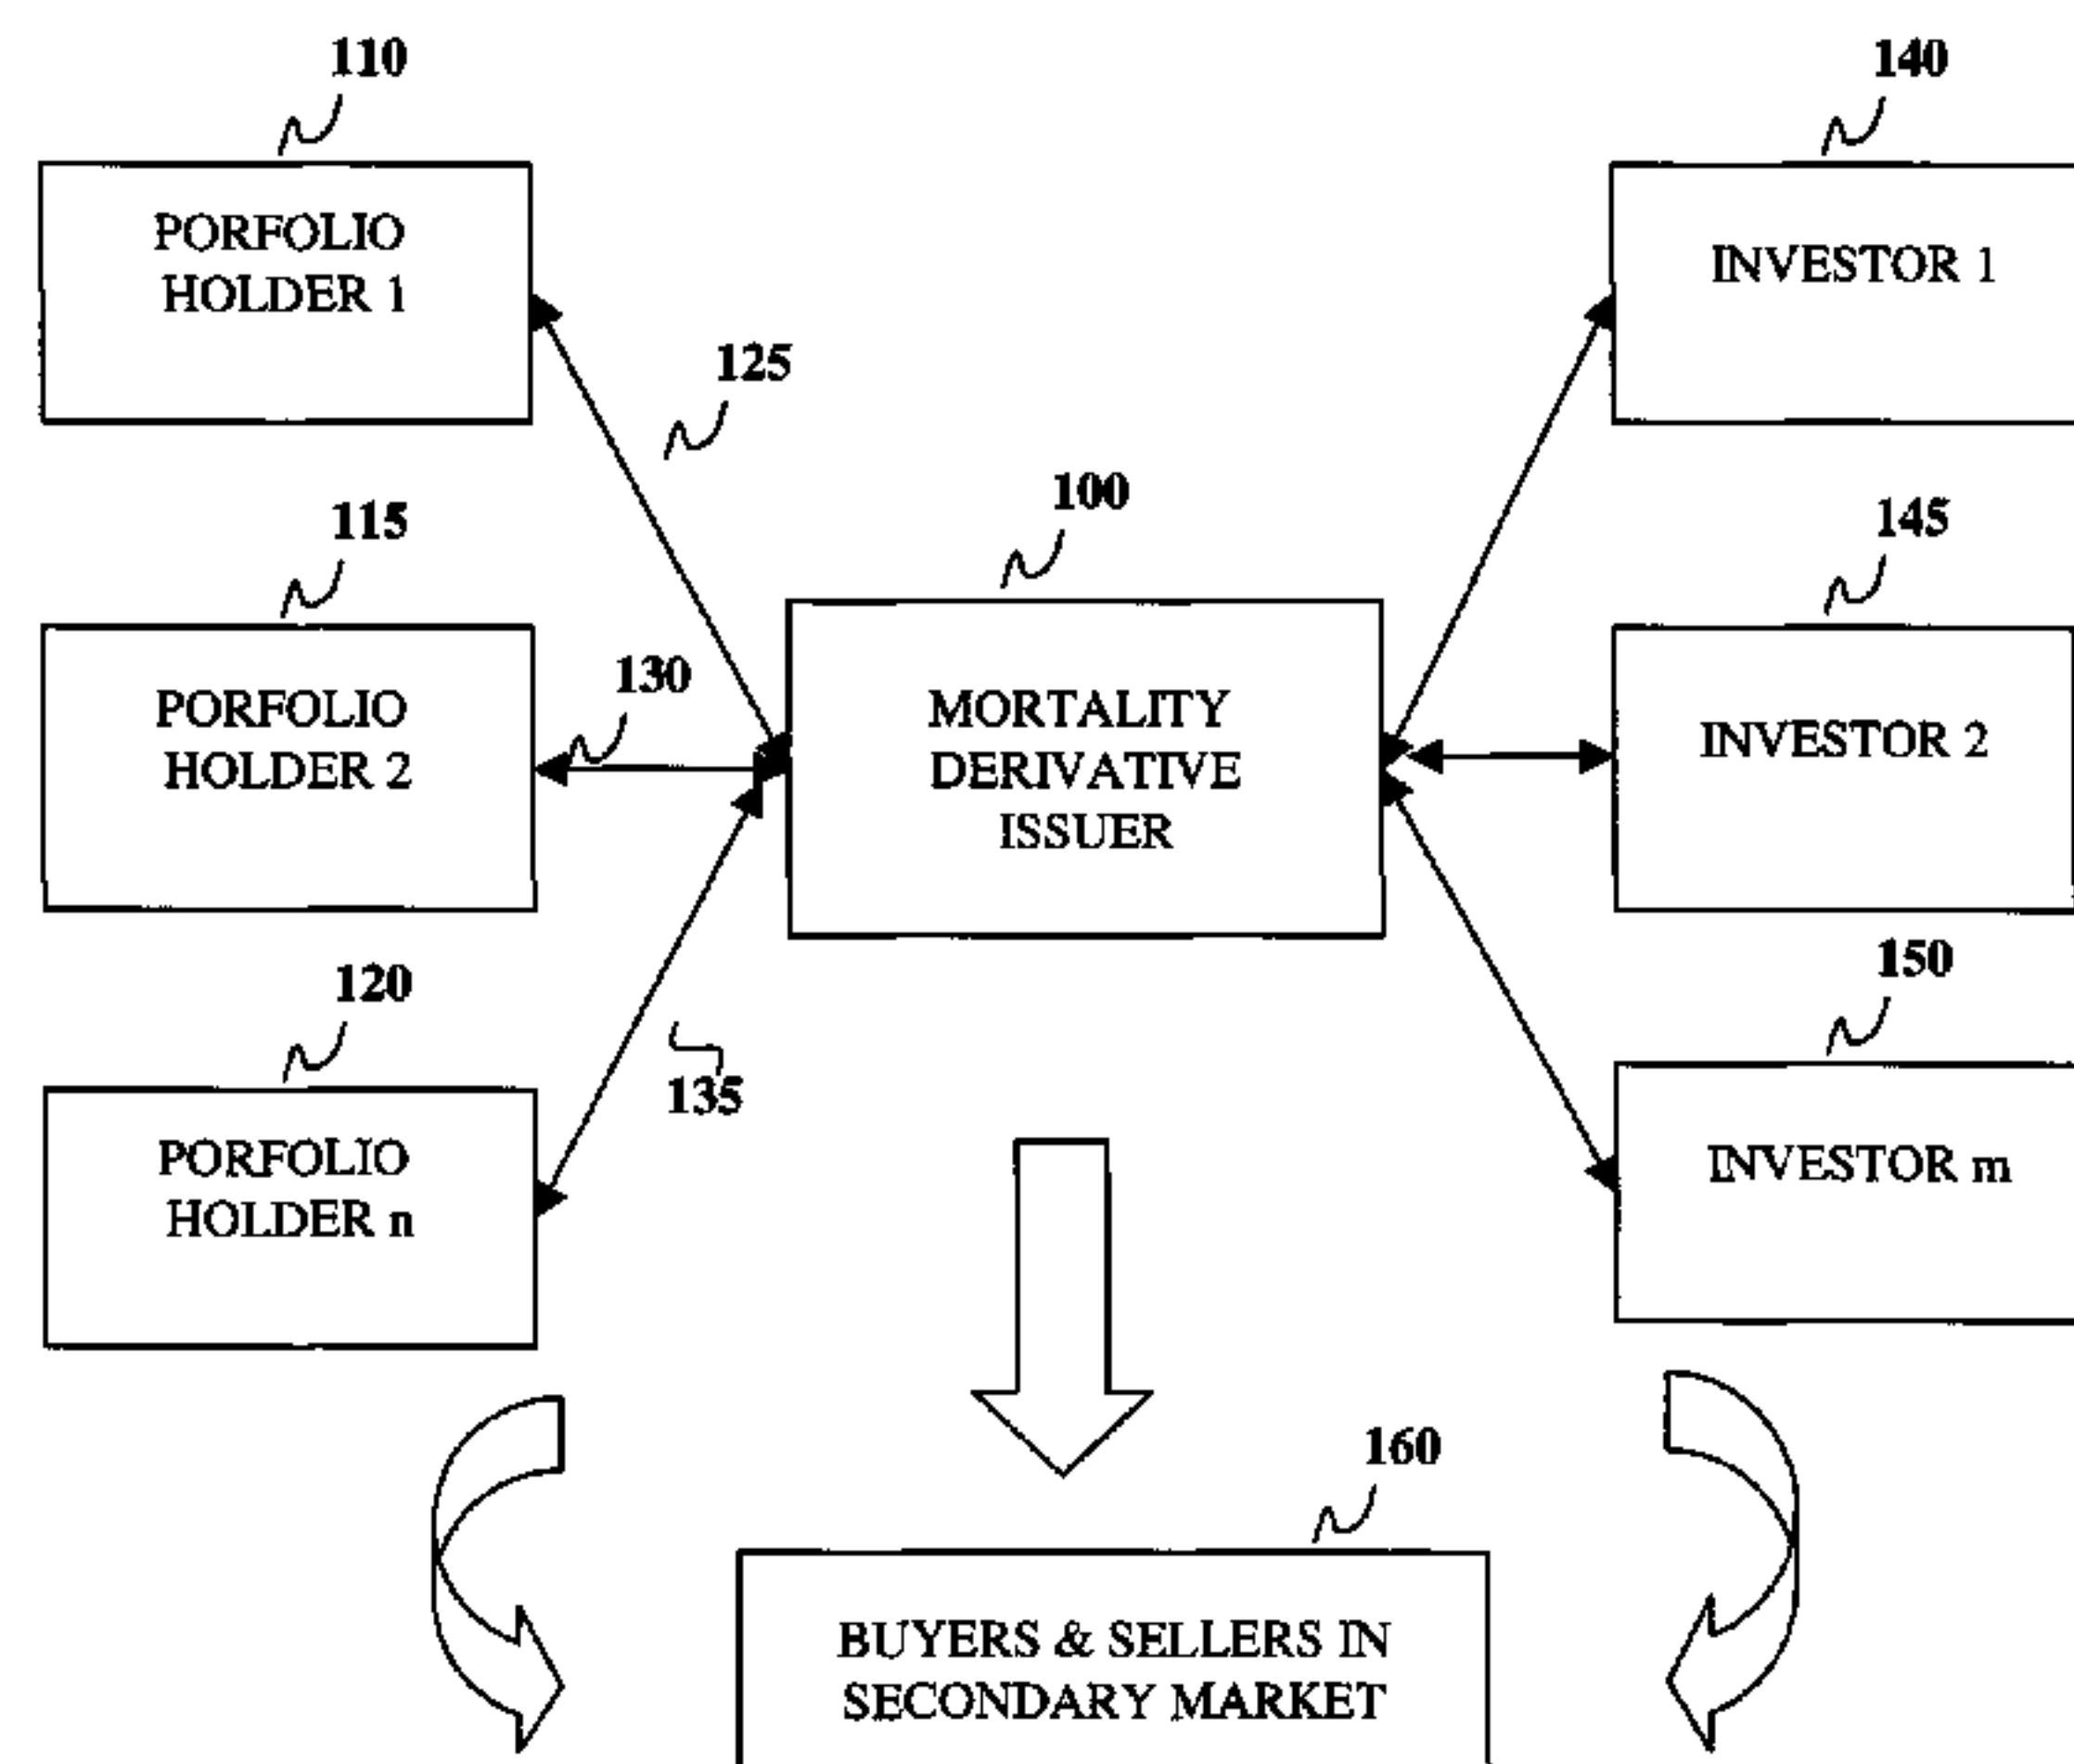 110
PORFOLIO
HOLDER 1
125
140
INVESTOR 1
115
PORFOLIO
HOLDER 2
130
100
MORTALITY
DERIVATIVE
ISSUER
145
INVESTOR 2
120
PORFOLIO
HOLDER n
135
150
INVESTOR m
160
BUYERS & SELLERS IN
SECONDARY MARKET